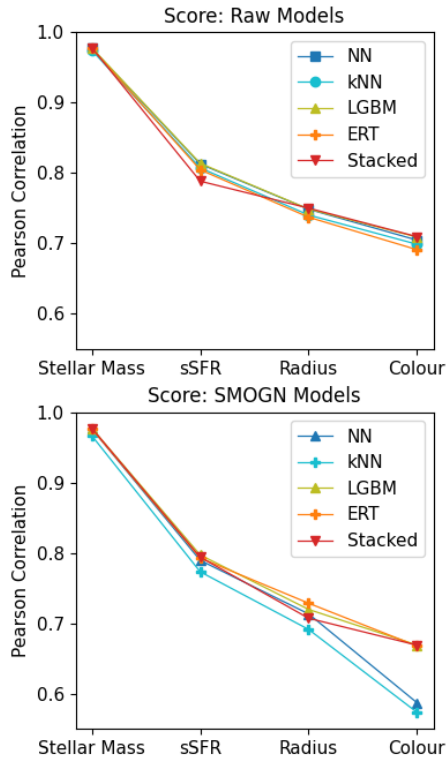 Score: Raw Models
Pearson Correlation
1.0
0.9
0.8
0.7
0.6
NN
kNN
LGBM
ERT
Stacked
Stellar Mass
sSFR
Radius
Colour
Score: SMOGN Models
Pearson Correlation
1.0
0.9
0.8
0.7
0.6
NN
kNN
LGBM
ERT
Stacked
Stellar Mass
sSFR
Radius
Colour